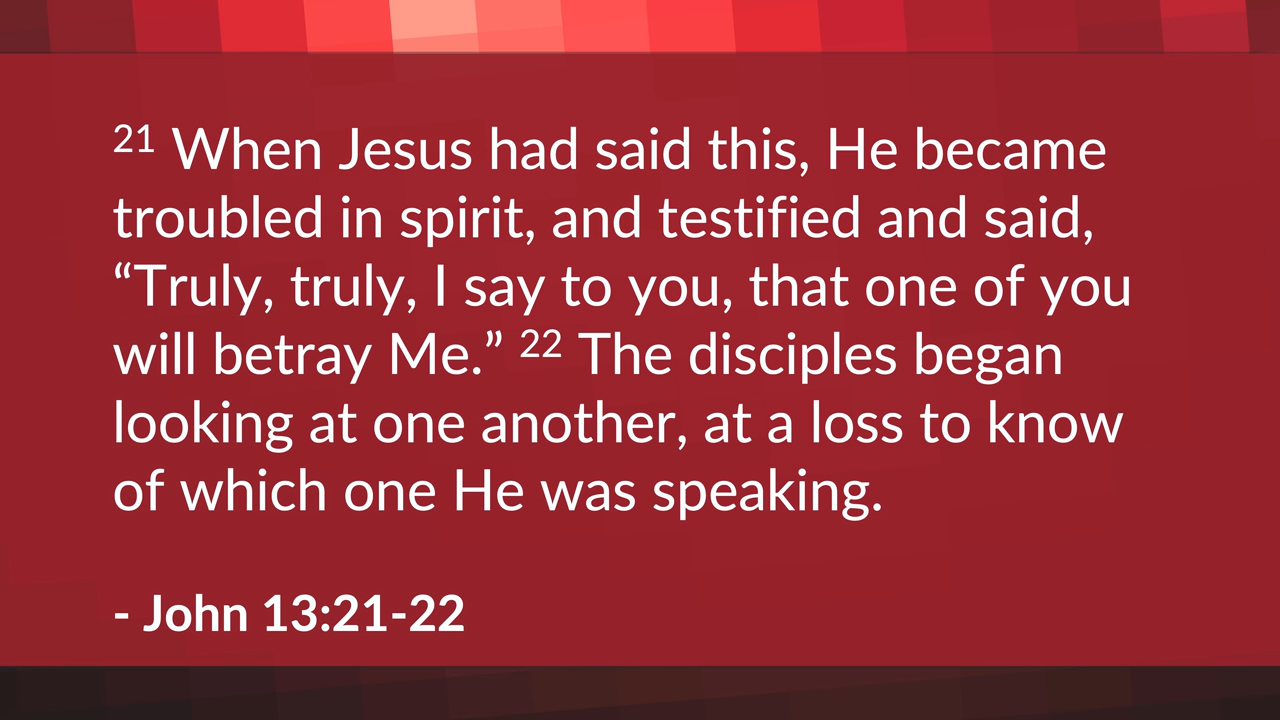 21 When Jesus had said this, He became
troubled in spirit, and testified and said,
“Truly, truly, I say to you, that one of you
will betray Me.” 22 The disciples began
looking at one another, at a loss to know
of which one He was speaking.
- John 13:21-22